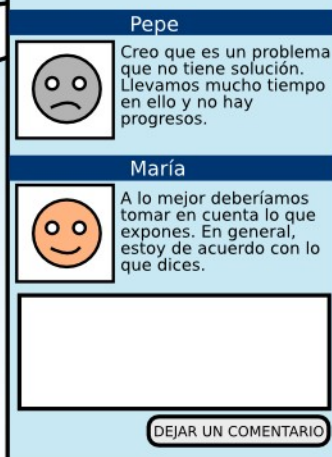 Pepe
Creo que es un problema
que no tiene solución.
Llevamos mucho tiempo
en ello y no hay
progresos.
María
A lo mejor deberíamos
tomar en cuenta lo que
expones. En general,
estoy de acuerdo con lo
que dices.
DEJAR UN COMENTARIO